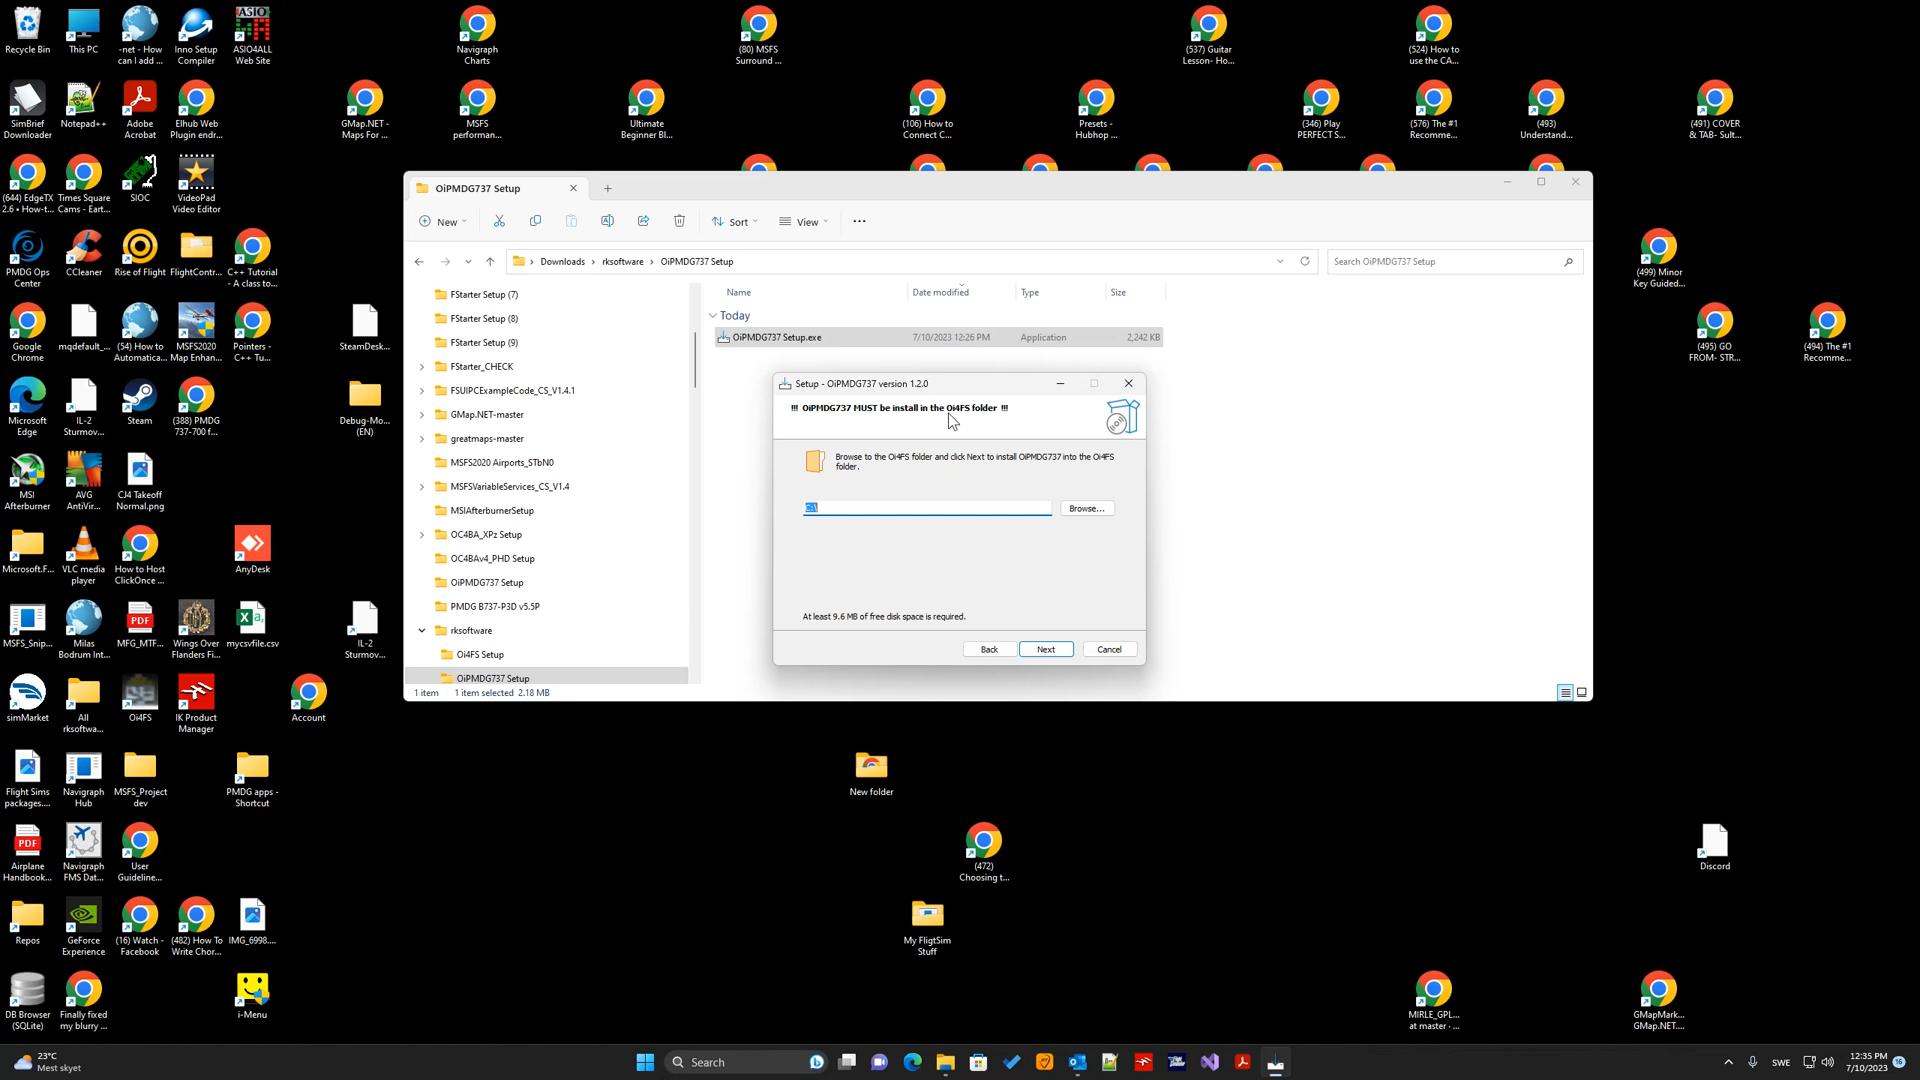 Recycle Bin
This PC
-net - How can I add ...
Inno Setup Compiler
ASIO4ALL Web Site
Navigraph Charts
(80) MSFS Surround ...
(537) Guitar Lesson- Ho...
(524) How to use the CA...
SimBrief Downloader
Notepad++
Adobe Acrobat
Elhub Web Plugin endr...
GMap.NET - Maps For ...
MSFS performan...
Ultimate Beginner Bl...
(106) How to Connect C...
Presets - Hubhop ...
(346) Play PERFECT S...
(576) The #1 Recomme...
(493) Understand...
(491) COVER & TAB- Sult...
(644) EdgeTX 2.6 • How-t...
Times Square Cams - Eart...
SIOC
VideoPad Video Editor
PMDG Ops Center
CCleaner
Rise of Flight
FlightContr...
C++ Tutorial - A class to...
(499) Minor Key Guided...
Google Chrome
mqdefault_...
(54) How to Automatica...
MSFS2020 Map Enhan...
Pointers - C++ Tu...
SteamDesk...
(495) GO FROM- STR...
(494) The #1 Recomme...
Microsoft Edge
IL-2 Sturmov...
Steam
(388) PMDG 737-700 f...
Debug-Mo... (EN)
MSI Afterburner
AVG AntiVir...
CJ4 Takeoff Normal.png
Microsoft.F...
VLC media player
How to Host ClickOnce ...
AnyDesk
MSFS_Snip...
Milas Bodrum Int...
MFG_MTF...
Wings Over Flanders Fi...
mycsvfile.csv
IL-2 Sturmov...
simMarket
All rksoftwa...
Oi4FS
IK Product Manager
Account
Flight Sims packages....
Navigraph Hub
MSFS_Project dev
PMDG apps - Shortcut
New folder
Airplane Handbook...
Navigraph FMS Dat...
User Guideline...
(472) Choosing t...
Discord
Repos
GeForce Experience
(16) Watch - Facebook
(482) How To Write Chor...
IMG_6998....
My FligtSim Stuff
DB Browser (SQLite)
Finally fixed my blurry ...
i-Menu
MIRLE_GPL... at master · ...
GMapMark... GMap.NET....
OiPMDG737 Setup
New
Sort
View
Downloads > rksoftware > OiPMDG737 Setup
Search OiPMDG737 Setup
FStarter Setup (7)
FStarter Setup (8)
FStarter Setup (9)
FStarter_CHECK
FSUIPCExampleCode_CS_V1.4.1
GMap.NET-master
greatmaps-master
MSFS2020 Airports_STbN0
MSFSVariableServices_CS_V1.4
MSIAfterburnerSetup
OC4BA_XPz Setup
OC4BAv4_PHD Setup
OiPMDG737 Setup
PMDG B737-P3D v5.5P
rksoftware
Oi4FS Setup
OiPMDG737 Setup
Name Date modified Type Size
Today
OiPMDG737 Setup.exe 7/10/2023 12:26 PM Application 2,242 KB
1 item 1 item selected 2.18 MB
Setup - OiPMDG737 version 1.2.0
!!! OiPMDG737 MUST be install in the Oi4FS folder !!!
Browse to the Oi4FS folder and click Next to install OiPMDG737 into the Oi4FS
folder.
C:\
Browse...
At least 9.6 MB of free disk space is required.
Back Next Cancel
23°C
Mest skyet
Search
SWE
12:35 PM
7/10/2023
16